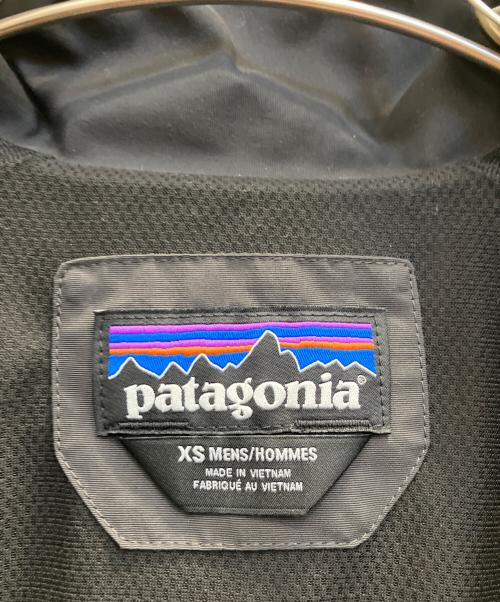 patagonia®
XS MENS/HOMMES
MADE IN VIETNAM
FABRIQUÉ AU VIETNAM